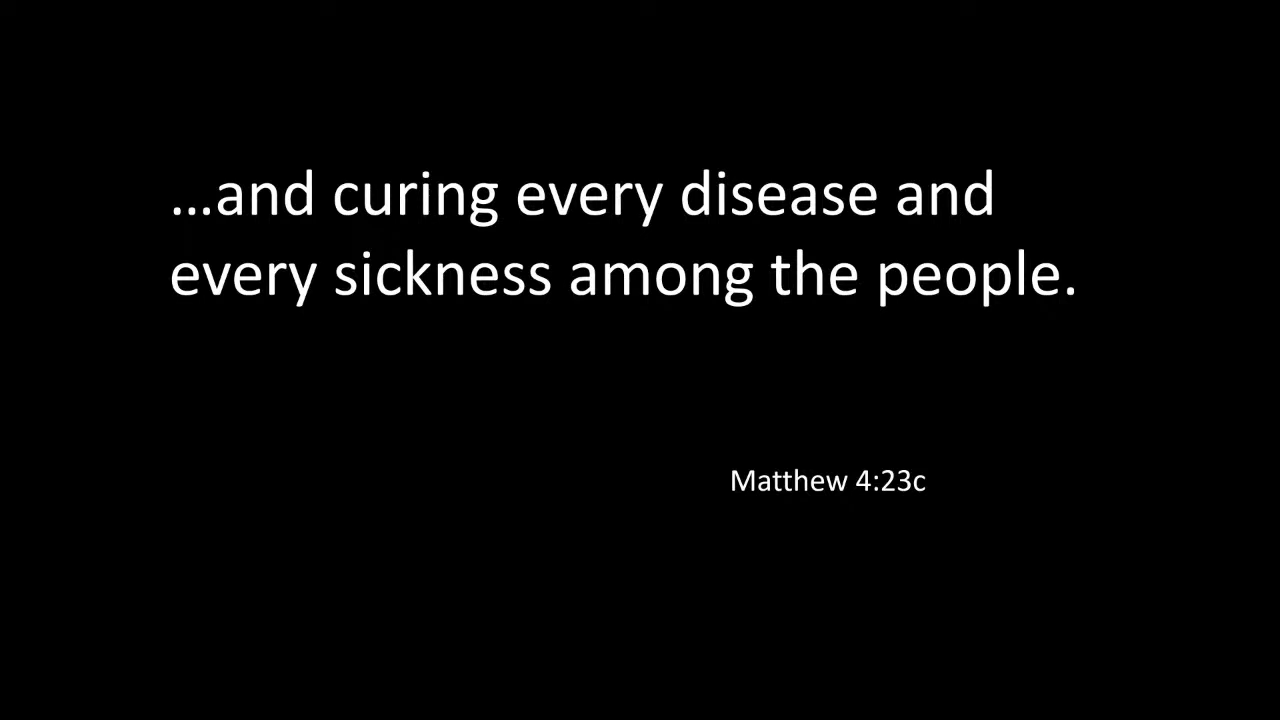 ...and curing every disease and
every sickness among the people.
Matthew 4:23c